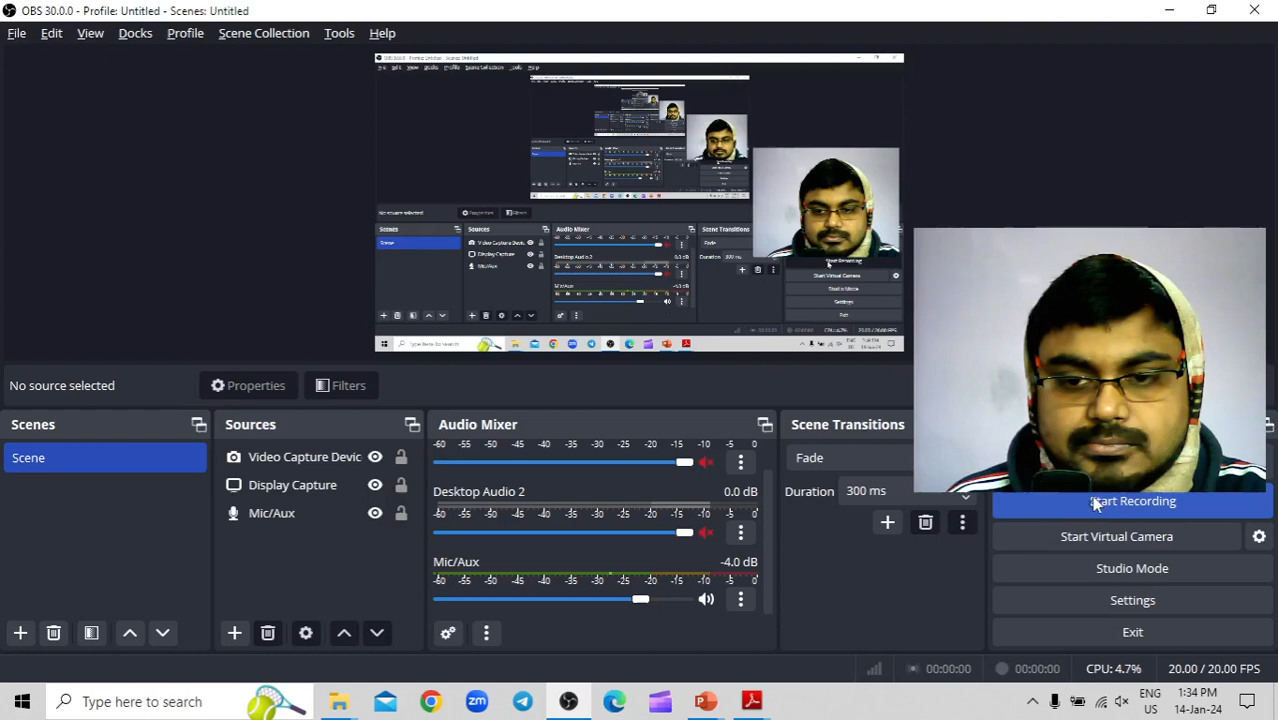 OBS 30.0.0 - Profile: Untitled - Scenes: Untitled
File Edit View Docks Profile Scene Collection Tools Help
No source selected
Properties Filters
Scenes
Scene
Sources
Video Capture Devic
Display Capture
Mic/Aux
Audio Mixer
-60 -55 -50 -45 -40 -35 -30 -25 -20 -15 -10 -5 0
Desktop Audio 2 0.0 dB
-60 -55 -50 -45 -40 -35 -30 -25 -20 -15 -10 -5 0
Mic/Aux -4.0 dB
-60 -55 -50 -45 -40 -35 -30 -25 -20 -15 -10 -5 0
Scene Transitions
Fade
Duration 300 ms
Start Recording
Start Virtual Camera
Studio Mode
Settings
Exit
00:00:00 00:00:00 CPU: 4.7% 20.00 / 20.00 FPS
Type here to search
zm
ENG
US
1:34 PM
14-Jan-24